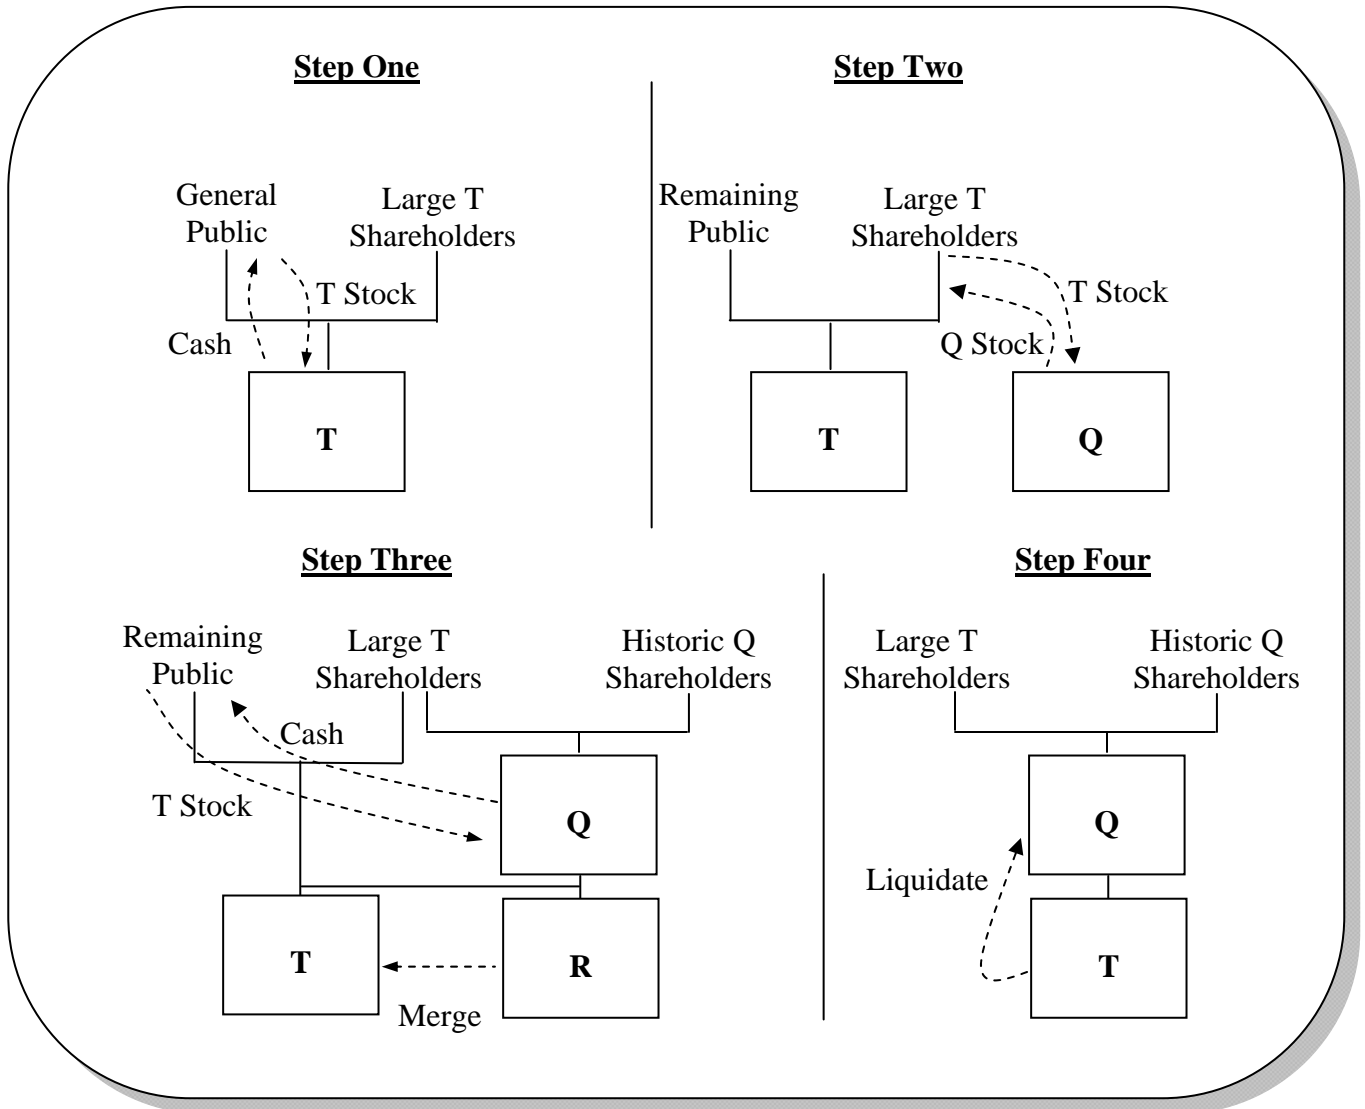 Step One
General
Public
Large T
Shareholders
T Stock
Cash
T
Step Two
Remaining
Public
Large T
Shareholders
T Stock
Q Stock
T
Q
Step Three
Remaining
Public
Large T
Shareholders
Historic Q
Shareholders
Cash
T Stock
Q
T
R
Merge
Step Four
Large T
Shareholders
Historic Q
Shareholders
Q
Liquidate
T